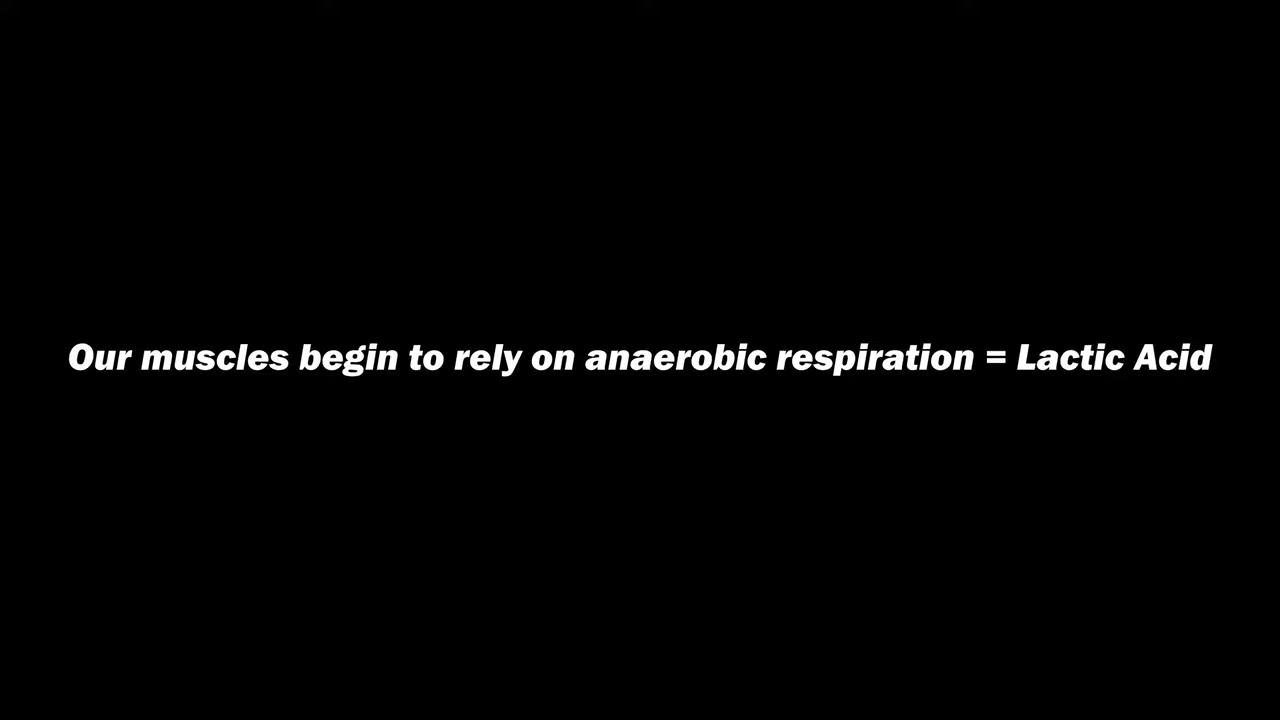 Our muscles begin to rely on anaerobic respiration = Lactic Acid